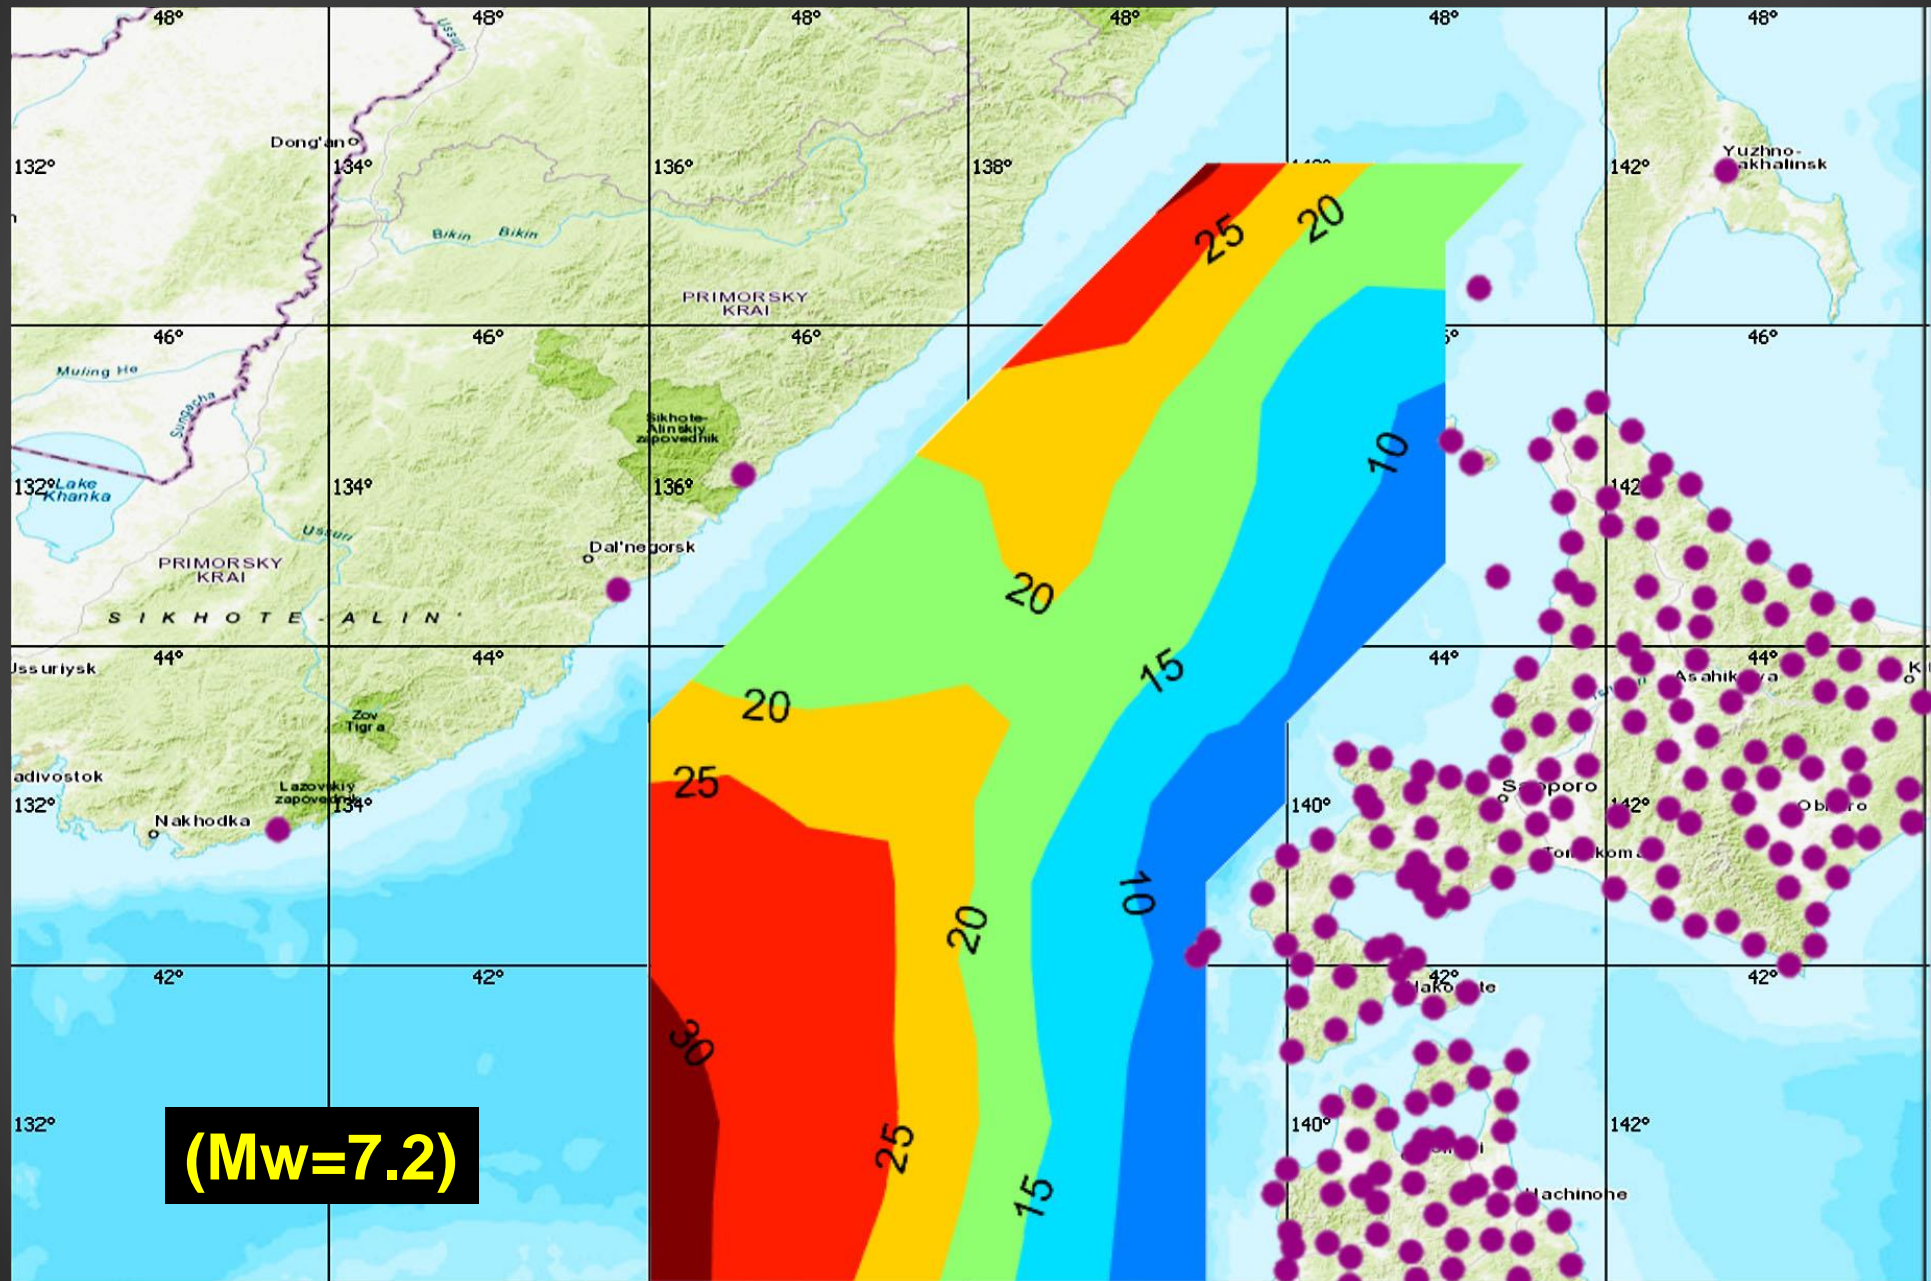 48° 48° 48° 48° 48° 48°
Ussuri
Dong'an
Yuzhno-
akhalinsk
132° 134° 136° 138° 142°
Bikin Bikin
25 20
PRIMORSKY
KRAI
46° 46° 46° 46°
Muling He
Sungacha
Sikhote-
Alinskiy
zapovednik
10
132° 134° 136°
Lake
Khanka
Ussuri
Dal'negorsk
PRIMORSKY
KRAI
20
SIKHOTE-ALIN'
44° 44° 44° 44°
Ussuriysk
15
20
Zov
Tigra
25
adivostok
Lazovskiy
zapovednik
132° 134° 140° 142°
Nakhodka
10
20
42° 42° 42° 42°
30
132° 140° 142°
(Mw=7.2)
25
15